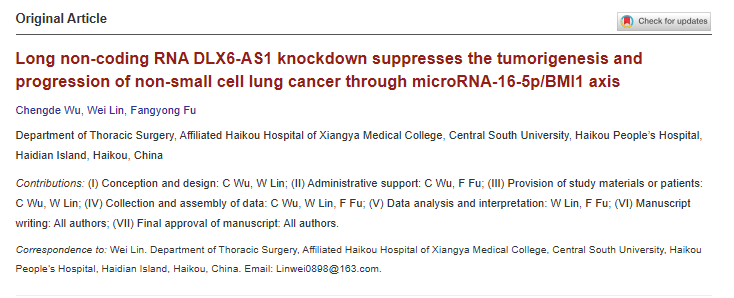 Original Article
Check for updates
Long non-coding RNA DLX6-AS1 knockdown suppresses the tumorigenesis and
progression of non-small cell lung cancer through microRNA-16-5p/BMI1 axis
Chengde Wu, Wei Lin, Fangyong Fu
Department of Thoracic Surgery, Affiliated Haikou Hospital of Xiangya Medical College, Central South University, Haikou People’s Hospital,
Haidian Island, Haikou, China
Contributions: (I) Conception and design: C Wu, W Lin; (II) Administrative support: C Wu, F Fu; (III) Provision of study materials or patients:
C Wu, W Lin; (IV) Collection and assembly of data: C Wu, W Lin, F Fu; (V) Data analysis and interpretation: W Lin, F Fu; (VI) Manuscript
writing: All authors; (VII) Final approval of manuscript: All authors.
Correspondence to: Wei Lin. Department of Thoracic Surgery, Affiliated Haikou Hospital of Xiangya Medical College, Central South University, Haikou
People’s Hospital, Haidian Island, Haikou, China. Email: Linwei0898@163.com.